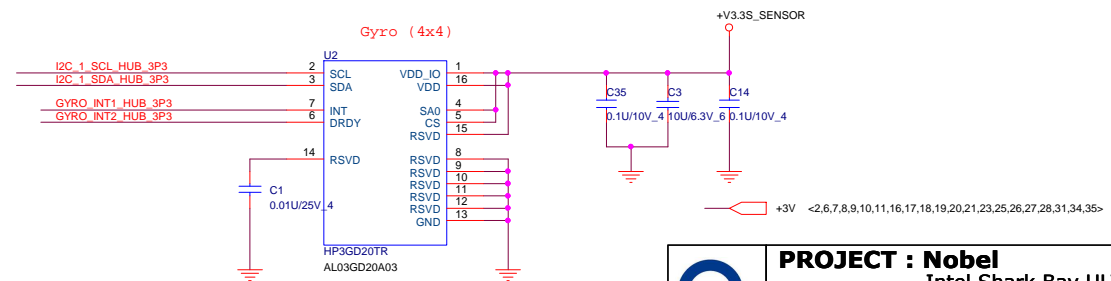 +V3.3S_SENSOR
Gyro (4x4)
U2
I2C_1_SCL_HUB_3P3 2 SCL VDD_IO 1
I2C_1_SDA_HUB_3P3 3 SDA VDD 16
GYRO_INT1_HUB_3P3 7 INT SA0 4
GYRO_INT2_HUB_3P3 6 DRDY CS 5
RSVD 15
C35 C3 C14
0.1U/10V_4 10U/6.3V_6 0.1U/10V_4
14 RSVD RSVD 8
RSVD 9
RSVD 10
RSVD 11
RSVD 12
GND 13
C1
0.01U/25V_4
HP3GD20TR
AL03GD20A03
+3V <2,6,7,8,9,10,11,16,17,18,19,20,21,23,25,26,27,28,31,34,35>
PROJECT : Nobel
Intel Shark Bay